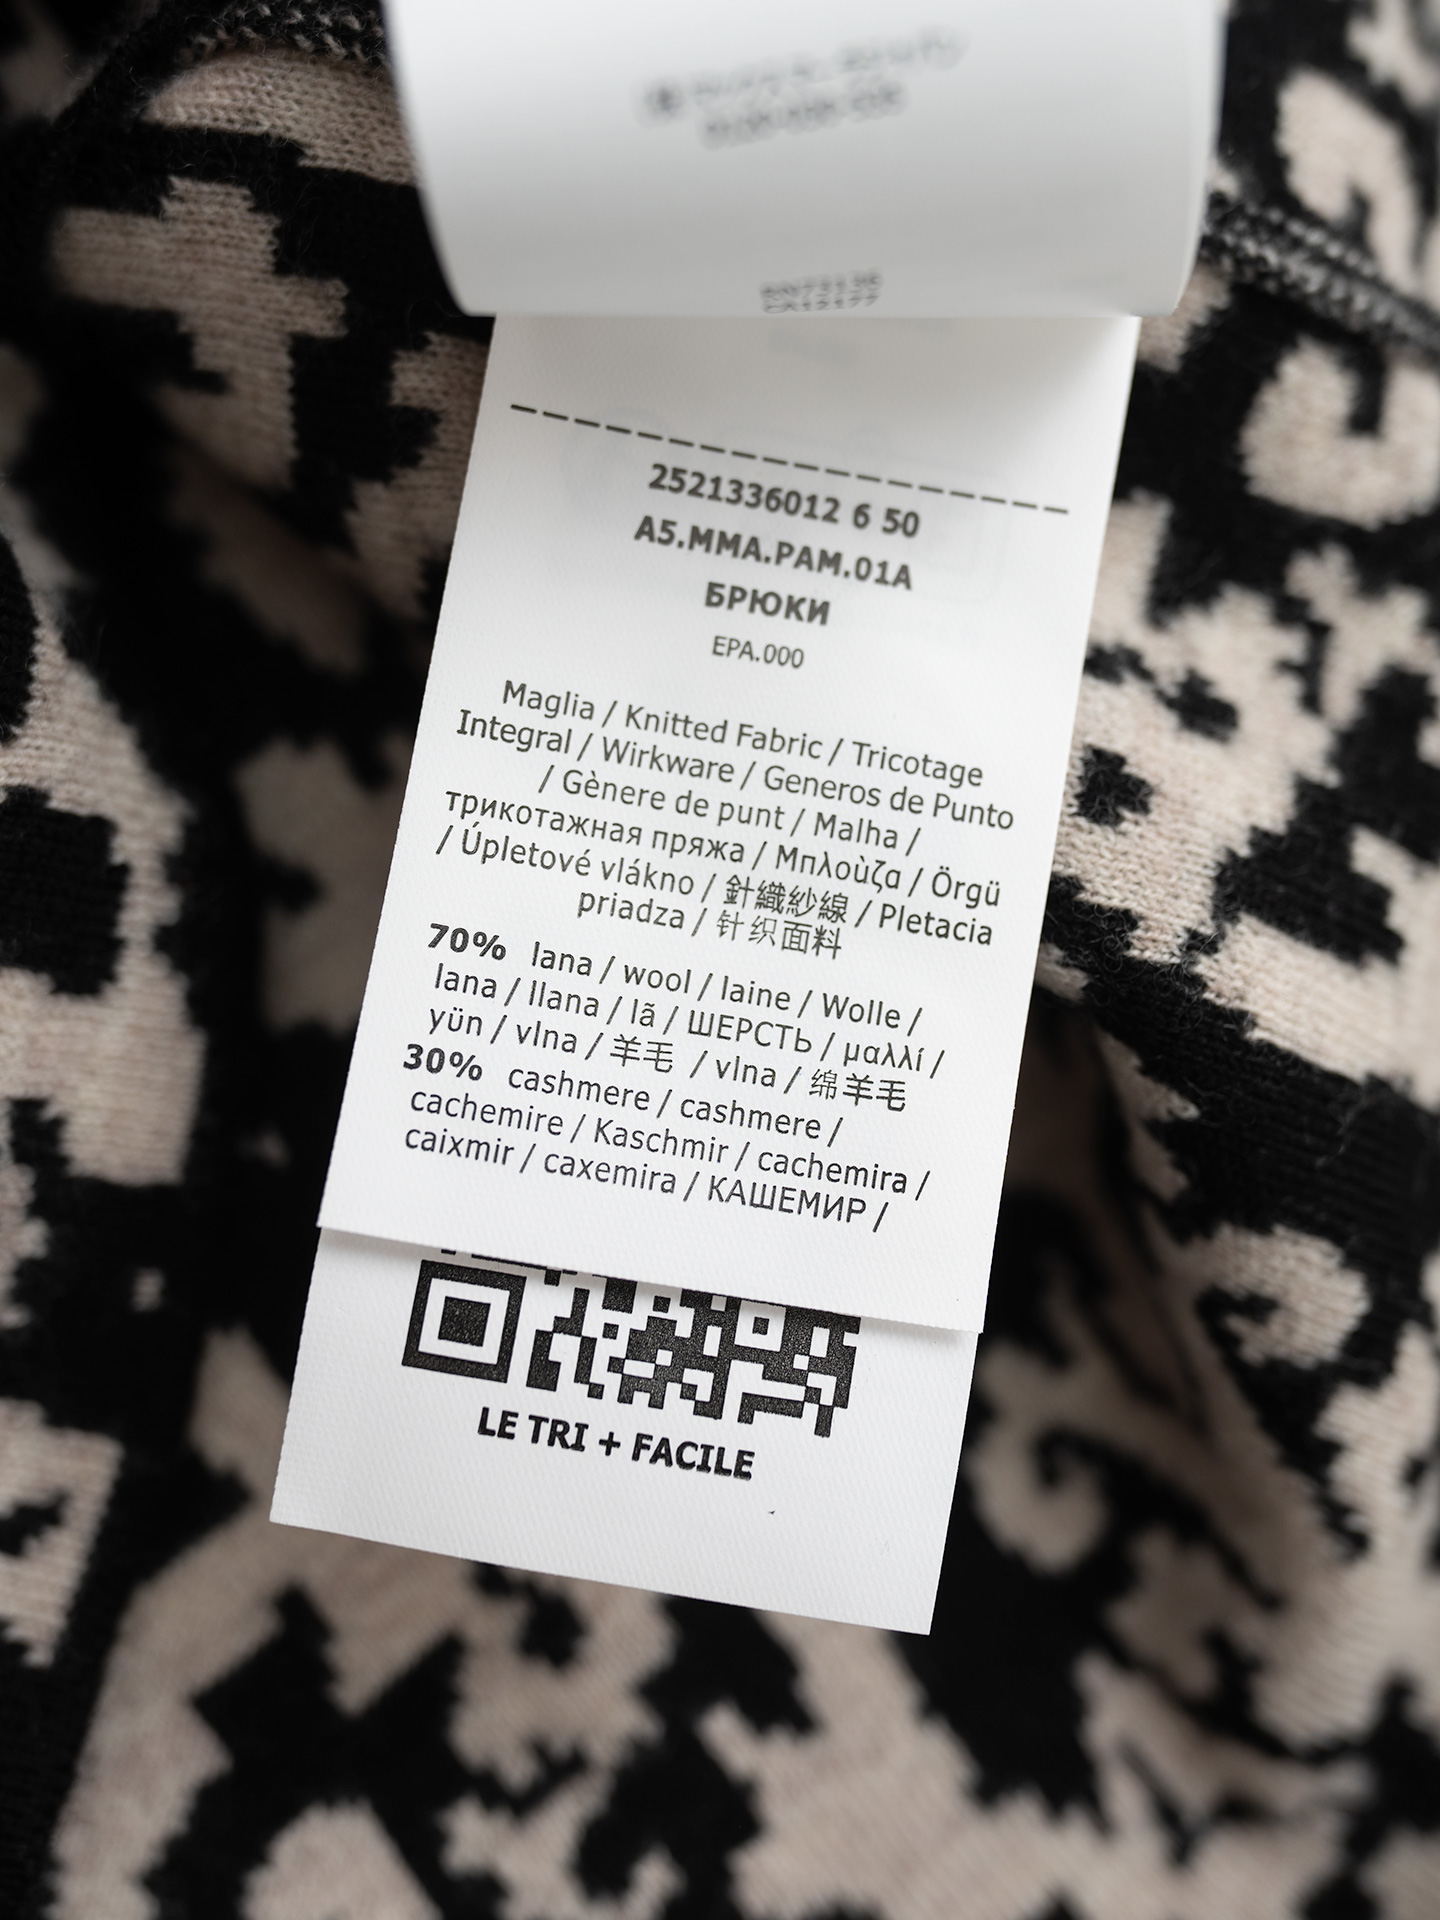 RN73136
CA12177
2521336012 6 50
A5.MMA.PAM.01A
БРЮКИ
EPA.000
Maglia / Knitted Fabric / Tricotage
Integral / Wirkware / Generos de Punto
/ Gènere de punt / Malha /
трикотажная пряжа / Μπλοὺζα / Örgü
/ Úpletové vlákno / 針織紗線 / Pletacia
priadza / 针织面料
70% lana / wool / laine / Wolle /
lana / llana / lã / ШЕРСТЬ / μαλλί /
yün / vlna / 羊毛 / vlna / 绵羊毛
30% cashmere / cashmere /
cachemire / Kaschmir / cachemira /
caixmir / caxemira / КАШЕМИР /
LE TRI + FACILE